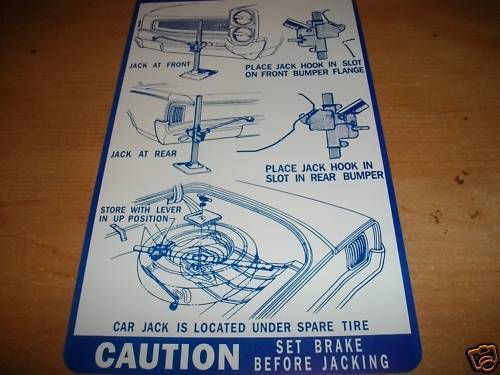 JACK AT FRONT
PLACE JACK HOOK IN SLOT
ON FRONT BUMPER FLANGE
JACK AT REAR
PLACE JACK HOOK IN
SLOT IN REAR BUMPER
STORE WITH LEVER
IN UP POSITION
CAR JACK IS LOCATED UNDER SPARE TIRE
CAUTION
SET BRAKE
BEFORE JACKING